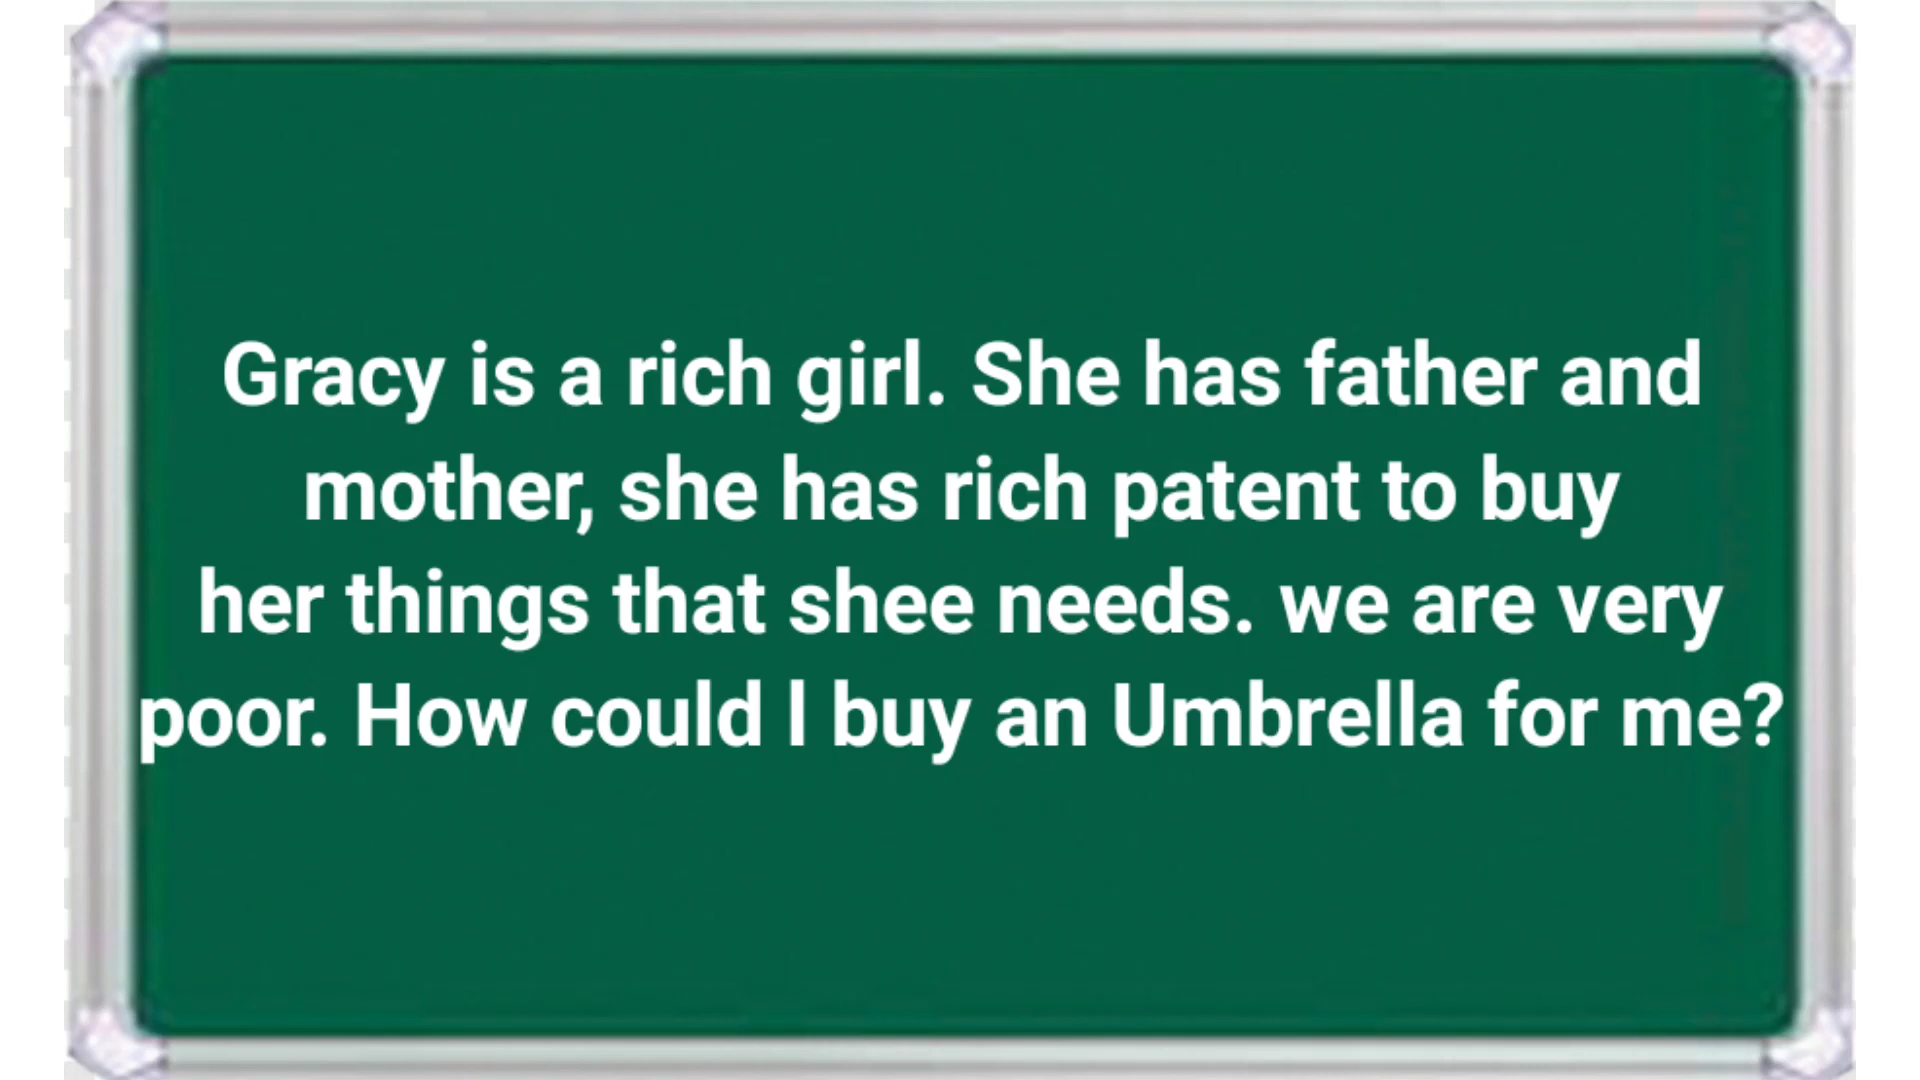 Gracy is a rich girl. She has father and
mother, she has rich patent to buy
her things that shee needs. we are very
poor. How could I buy an Umbrella for me?